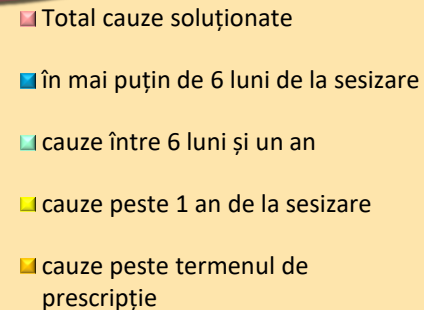 Total cauze soluționate
în mai puțin de 6 luni de la sesizare
cauze între 6 luni și un an
cauze peste 1 an de la sesizare
cauze peste termenul de
prescripție